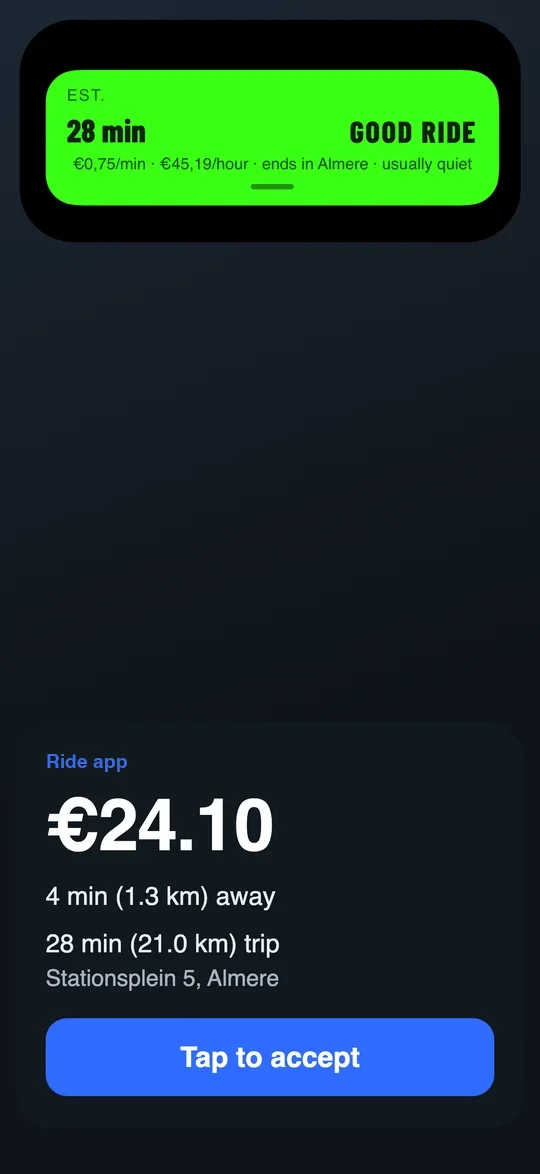 EST.
28 min
GOOD RIDE
€0,75/min · €45,19/hour · ends in Almere · usually quiet
Ride app
€24.10
4 min (1.3 km) away
28 min (21.0 km) trip
Stationsplein 5, Almere
Tap to accept